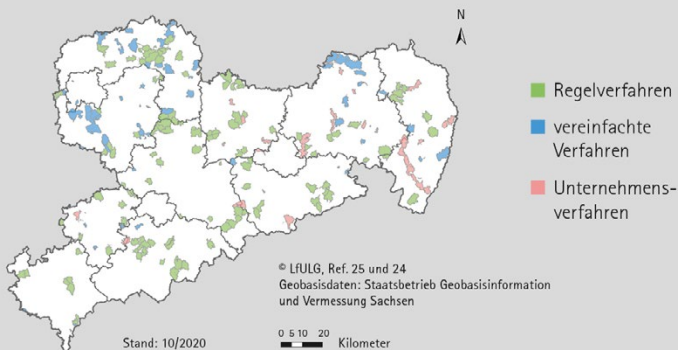 N
Regelverfahren
vereinfachte
Verfahren
Unternehmens-
verfahren
© LfULG, Ref. 25 und 24
Geobasisdaten: Staatsbetrieb Geobasisinformation
und Vermessung Sachsen
Stand: 10/2020
0 5 10 20 Kilometer